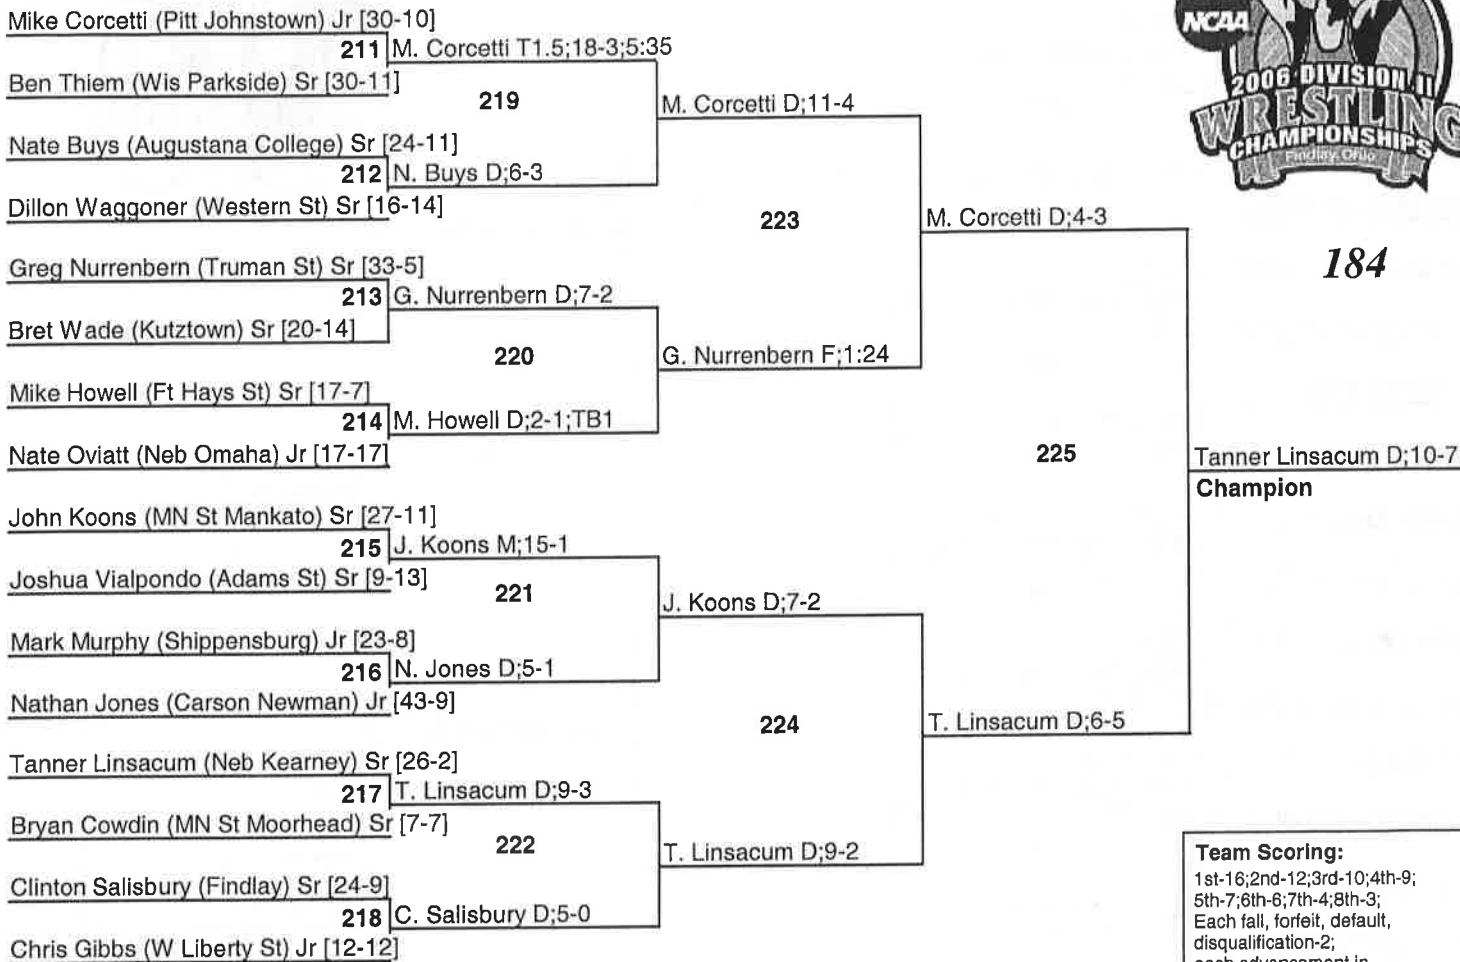 Mike Corcetti (Pitt Johnstown) Jr [30-10]
211 M. Corcetti T1.5;18-3;5:35
Ben Thiem (Wis Parkside) Sr [30-11]
219 M. Corcetti D;11-4
Nate Buys (Augustana College) Sr [24-11]
212 N. Buys D;6-3
Dillon Waggoner (Western St) Sr [16-14]
223 M. Corcetti D;4-3
Greg Nurrenbern (Truman St) Sr [33-5]
213 G. Nurrenbern D;7-2
Bret Wade (Kutztown) Sr [20-14]
220 G. Nurrenbern F;1:24
Mike Howell (Ft Hays St) Sr [17-7]
214 M. Howell D;2-1;TB1
Nate Oviatt (Neb Omaha) Jr [17-17]
225 Tanner Linsacum D;10-7
Champion
John Koons (MN St Mankato) Sr [27-11]
215 J. Koons M;15-1
Joshua Vialpondo (Adams St) Sr [9-13]
221 J. Koons D;7-2
Mark Murphy (Shippensburg) Jr [23-8]
216 N. Jones D;5-1
Nathan Jones (Carson Newman) Jr [43-9]
224 T. Linsacum D;6-5
Tanner Linsacum (Neb Kearney) Sr [26-2]
217 T. Linsacum D;9-3
Bryan Cowdin (MN St Moorhead) Sr [7-7]
222 T. Linsacum D;9-2
Clinton Salisbury (Findlay) Sr [24-9]
218 C. Salisbury D;5-0
Chris Gibbs (W Liberty St) Jr [12-12]
NCAA
2006 DIVISION II
WRESTLING
CHAMPIONSHIPS
Findlay, Ohio
184
Team Scoring:
1st-16;2nd-12;3rd-10;4th-9;
5th-7;6th-6;7th-4;8th-3;
Each fall, forfeit, default,
disqualification-2;
each advancement in